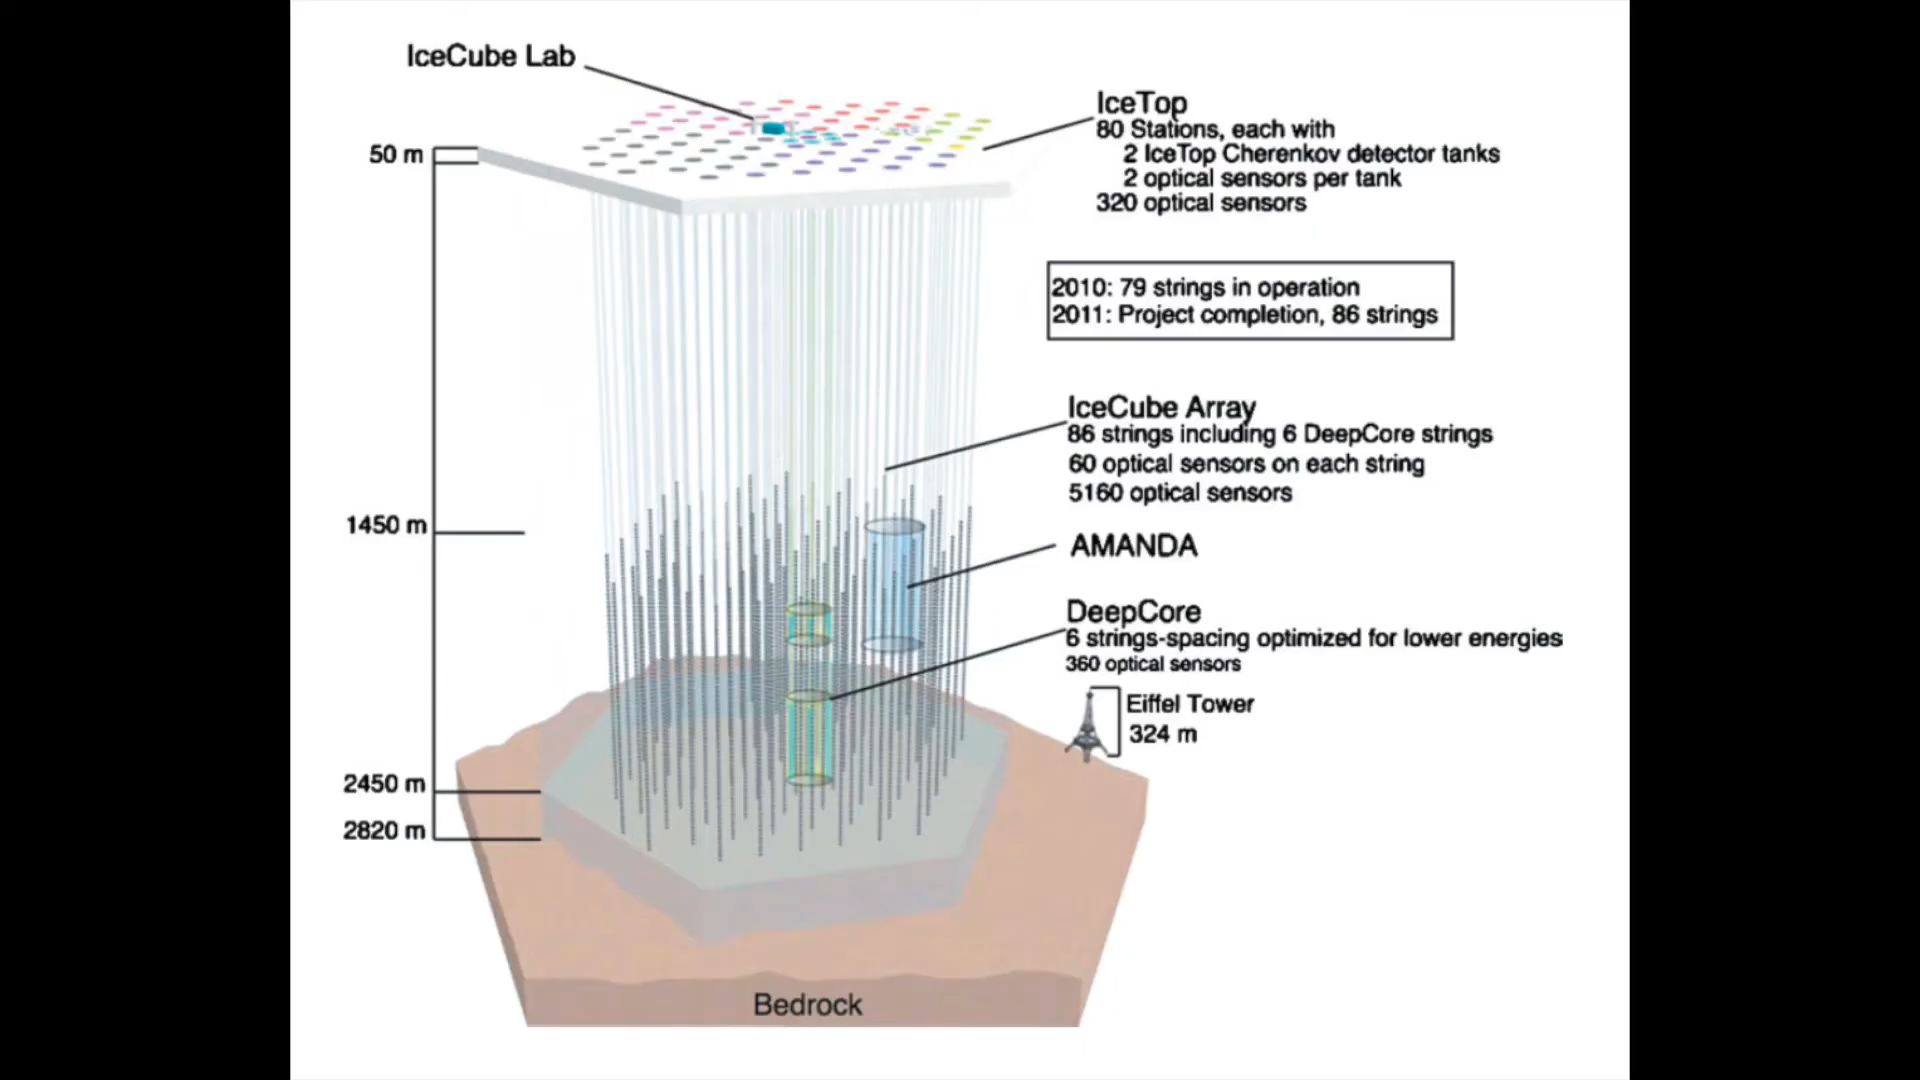 IceCube Lab
IceTop
80 Stations, each with
2 IceTop Cherenkov detector tanks
2 optical sensors per tank
320 optical sensors
50 m
2010: 79 strings in operation
2011: Project completion, 86 strings
IceCube Array
86 strings including 6 DeepCore strings
60 optical sensors on each string
5160 optical sensors
1450 m
AMANDA
DeepCore
6 strings-spacing optimized for lower energies
360 optical sensors
Eiffel Tower
324 m
2450 m
2820 m
Bedrock